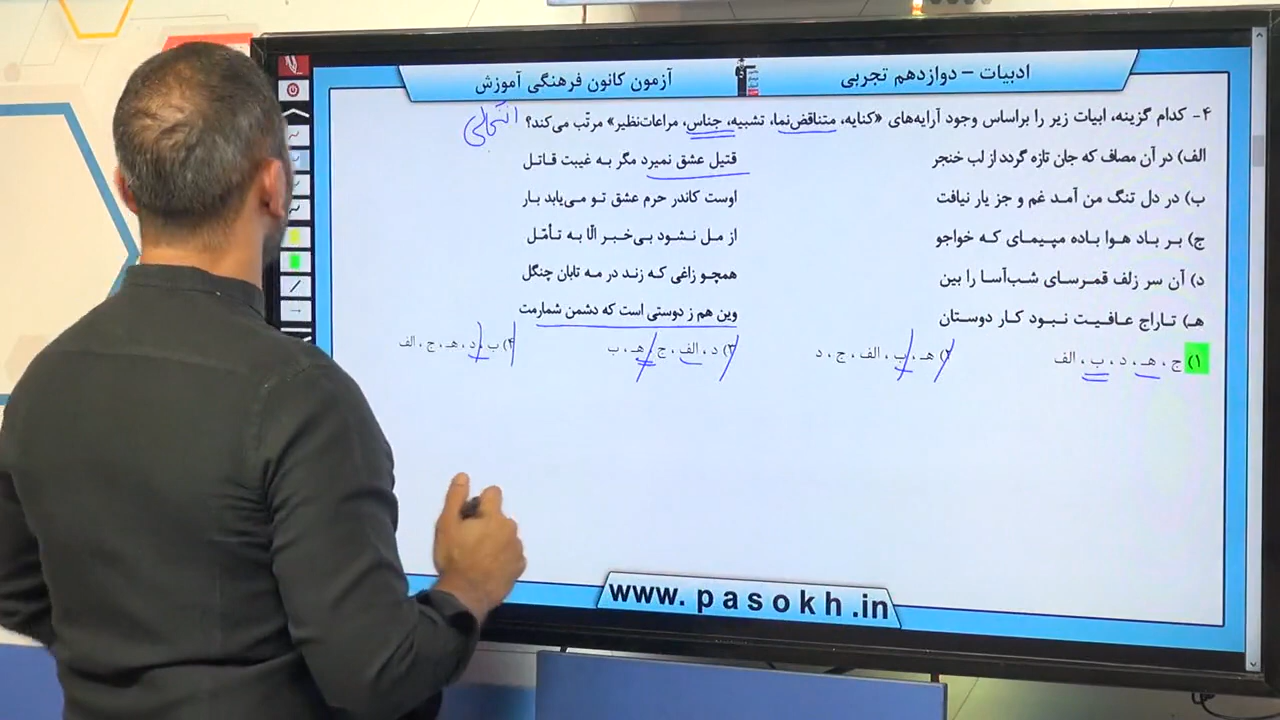 ادبیات – دوازدهم تجربی
آزمون کانون فرهنگی آموزش
۴- کدام گزینه، ابیات زیر را براساس وجود آرایه‌های «کنایه، متناقض‌نما، تشبیه، جناس، مراعات‌نظیر» مرتّب می‌کند؟
الف) در آن مصاف که جان تازه گردد از لب خنجر قتیل عشق نمیرد مگر به غیبت قاتل
ب) در دل تنگ من آمد غم و جز یار نیافت اوست کاندر حرم عشق تو می‌یابد بار
ج) بر باد هوا باده مپیمای که خواجو از مل نشود بی‌خبر الّا به تأمّل
د) آن سر زلف قمرسای شب‌آسا را بین همچو زاغی که زند در مه تابان چنگل
هـ) تاراج عافیت نبود کار دوستان وین هم ز دوستی است که دشمن شمارمت
۱) ج ، هـ ، د ، ب ، الف ۲) هـ ، ب ، الف ، ج ، د ۳) د ، الف ، ج ، هـ ، ب ۴) ب ، د ، هـ ، ج ، الف
www.pasokh.in